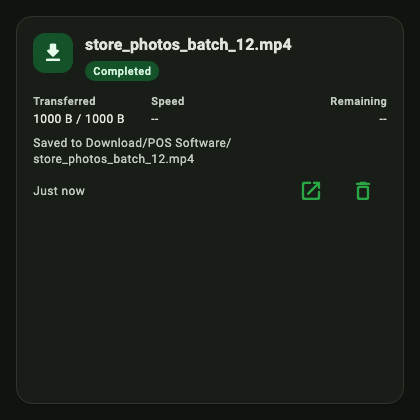 store_photos_batch_12.mp4
Completed
Transferred Speed Remaining
1000 B / 1000 B -- --
Saved to Download/POS Software/
store_photos_batch_12.mp4
Just now